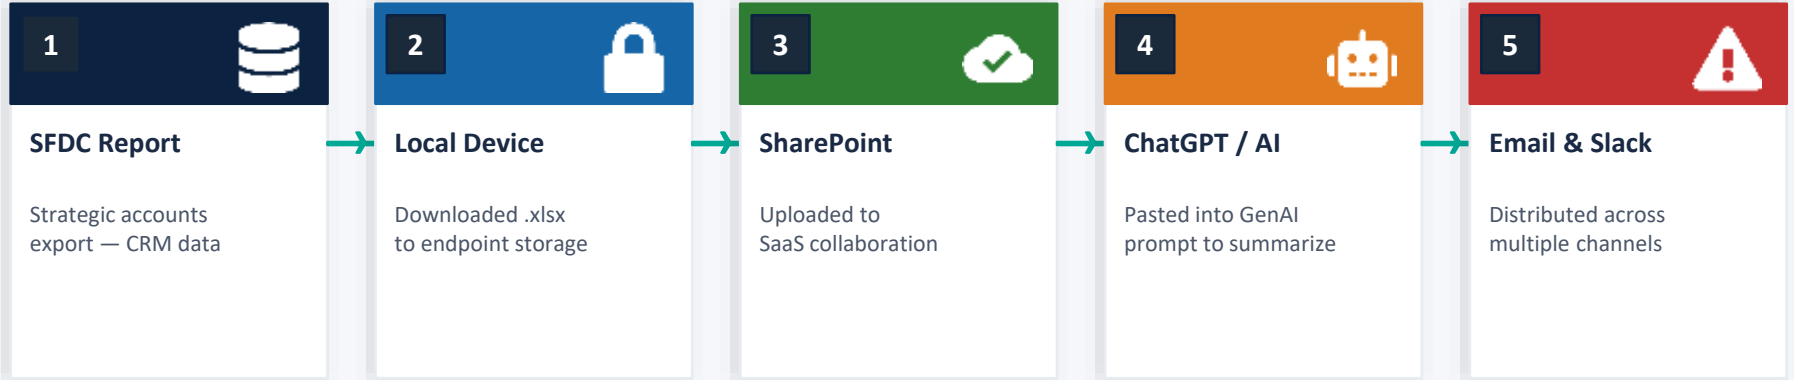 1
SFDC Report
Strategic accounts
export — CRM data
2
Local Device
Downloaded .xlsx
to endpoint storage
3
SharePoint
Uploaded to
SaaS collaboration
4
ChatGPT / AI
Pasted into GenAI
prompt to summarize
5
Email & Slack
Distributed across
multiple channels